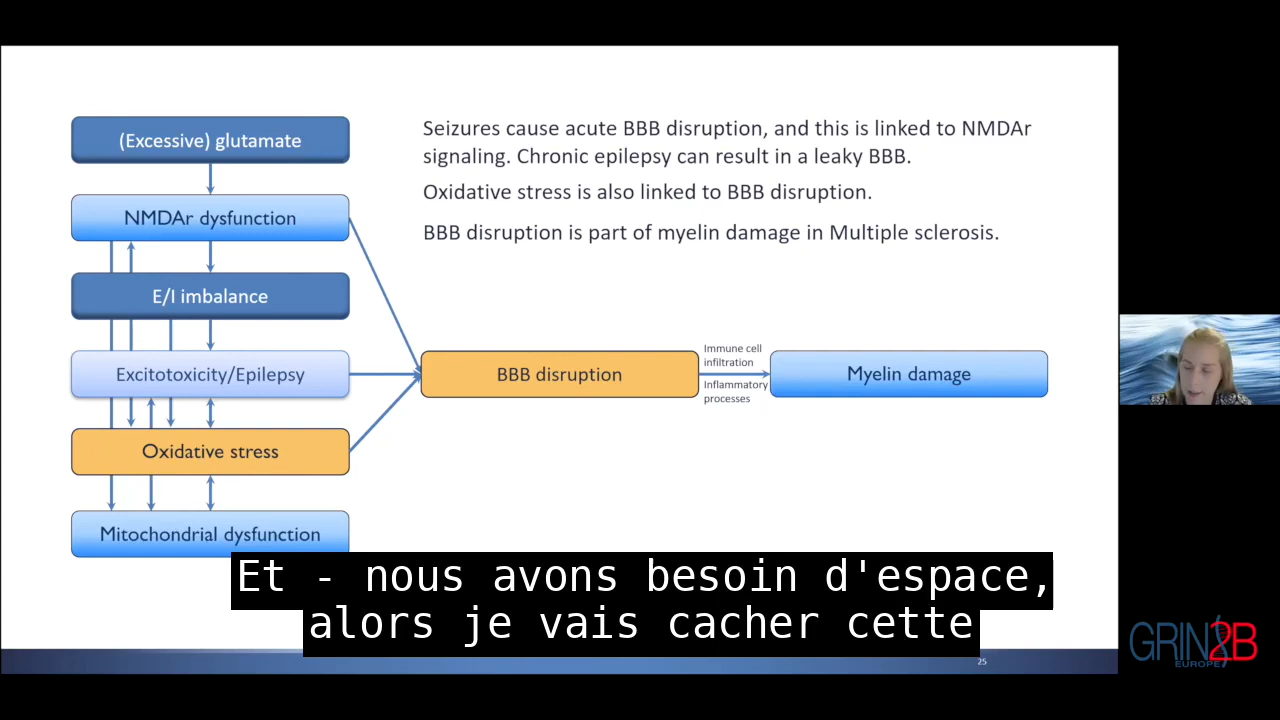 (Excessive) glutamate
NMDAr dysfunction
E/I imbalance
Excitotoxicity/Epilepsy
Oxidative stress
Mitochondrial dysfunction
Seizures cause acute BBB disruption, and this is linked to NMDAr
signaling. Chronic epilepsy can result in a leaky BBB.
Oxidative stress is also linked to BBB disruption.
BBB disruption is part of myelin damage in Multiple sclerosis.
BBB disruption
Immune cell
infiltration
Inflammatory
processes
Myelin damage
Et - nous avons besoin d'espace,
alors je vais cacher cette
25
GRIN2B
EUROPE